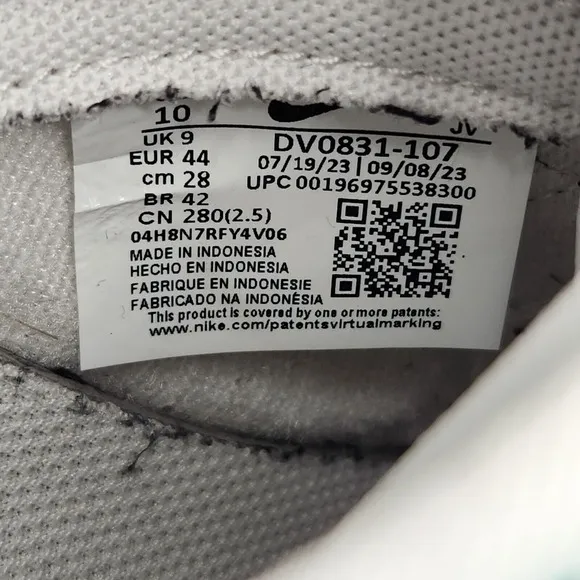 10
UK 9
EUR 44
cm 28
BR 42
CN 280(2.5)
04H8N7RFY4V06
MADE IN INDONESIA
HECHO EN INDONESIA
FABRIQUE EN INDONESIE
FABRICADO NA INDONÉSIA
JV
DV0831-107
07/19/23 | 09/08/23
UPC 00196975538300
This product is covered by one or more patents:
www.nike.com/patentsvirtualmarking